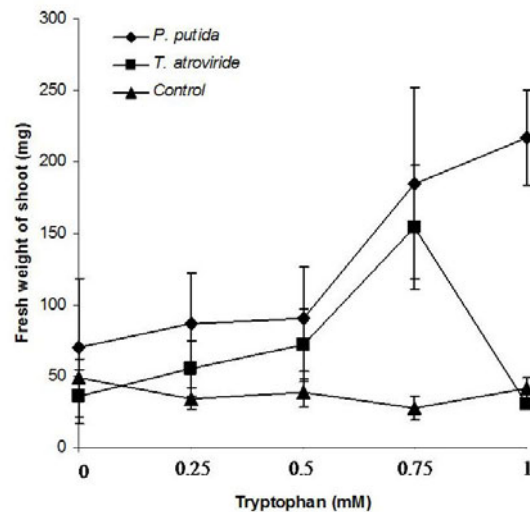 300
250
200
150
100
50
0
Fresh weight of shoot (mg)
P. putida
T. atroviride
Control
0 0.25 0.5 0.75 1
Tryptophan (mM)